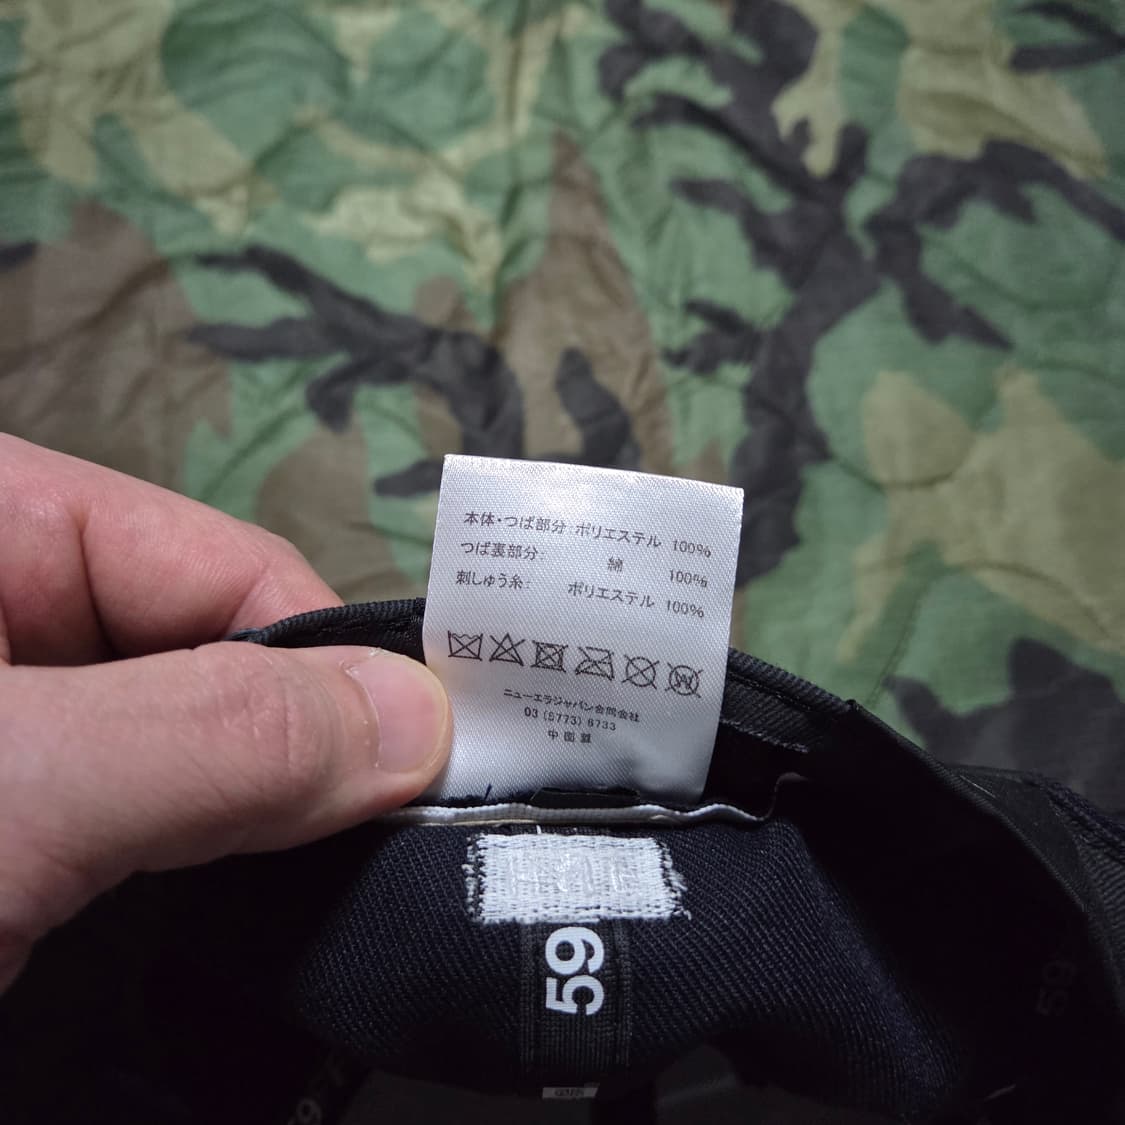 本体・つば部分:ポリエステル 100%
つば裏部分: 綿 100%
刺しゅう糸: ポリエステル 100%
ニューエラジャパン合同会社
03 (5773) 6733
中国製
59
59